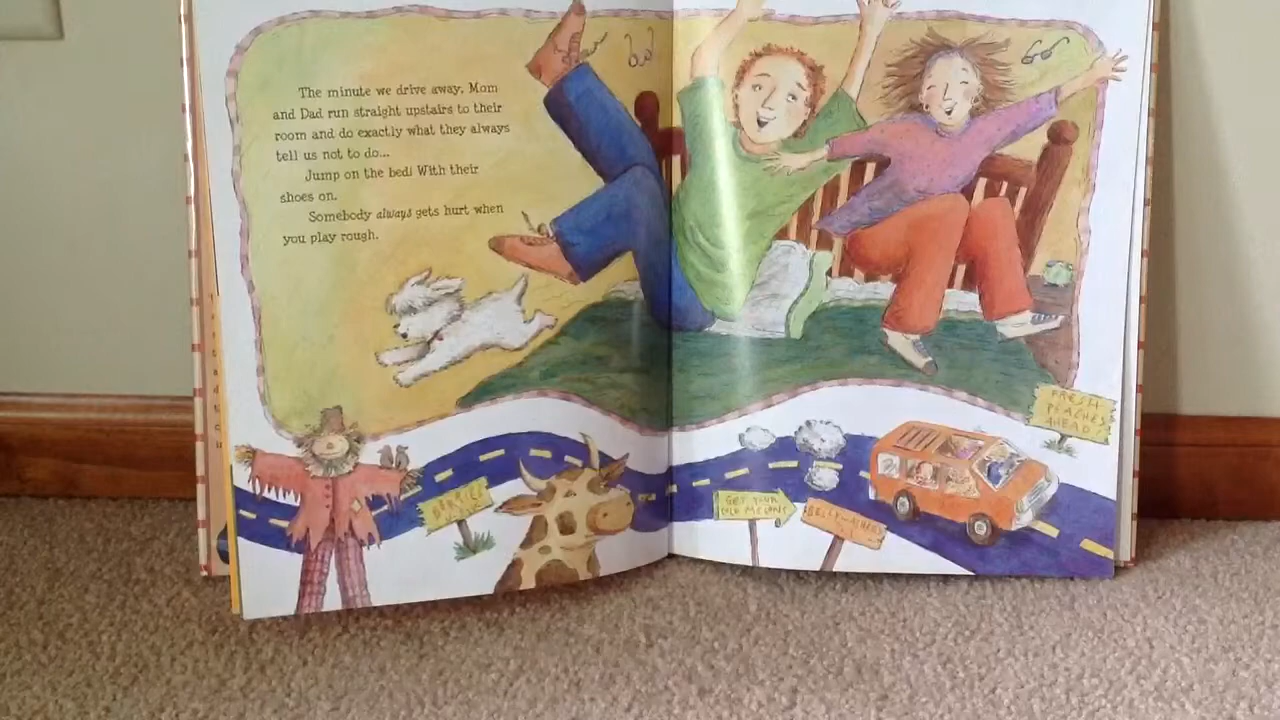 The minute we drive away, Mom
and Dad run straight upstairs to their
room and do exactly what they always
tell us not to do...
Jump on the bed! With their
shoes on.
Somebody always gets hurt when
you play rough.
FRESH
PEACHES
AHEAD
GET YOUR